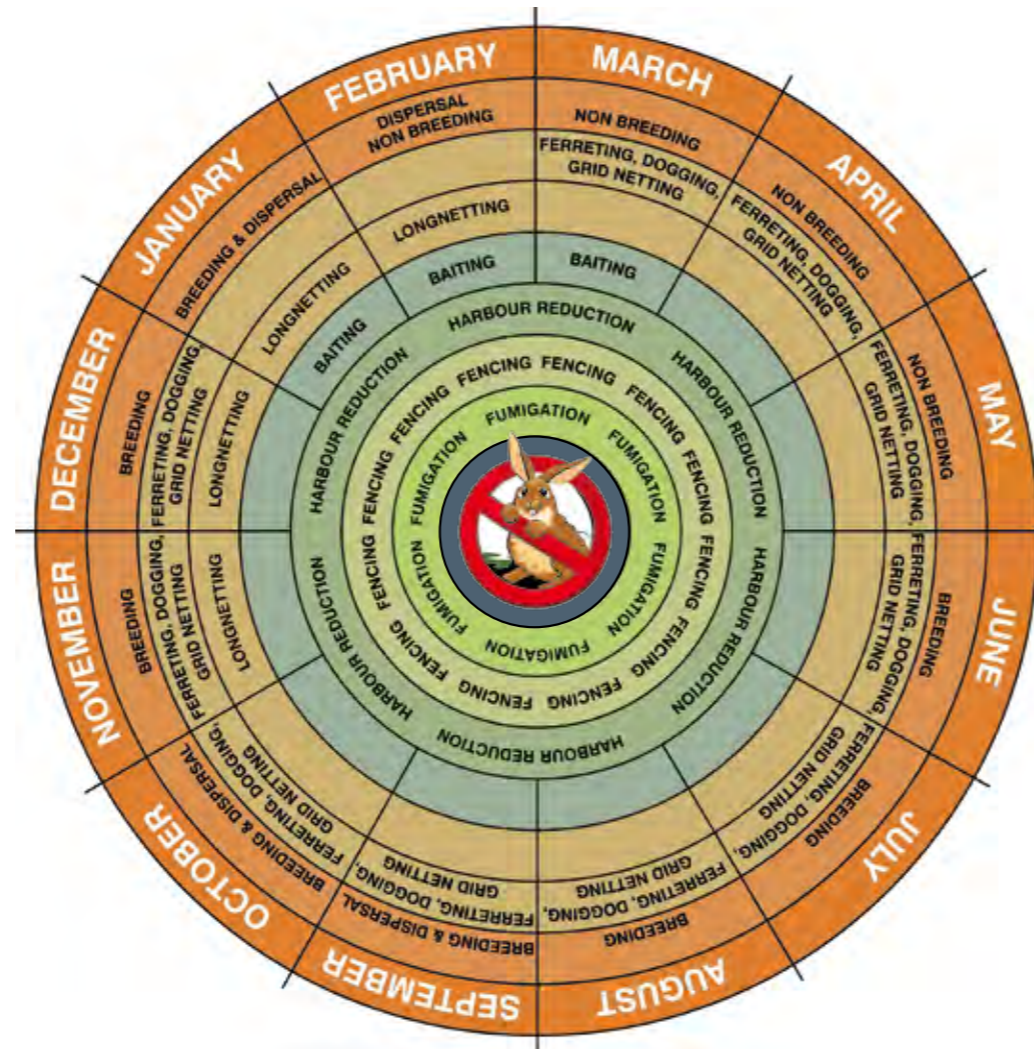 JANUARY
FEBRUARY
MARCH
APRIL
MAY
JUNE
JULY
AUGUST
SEPTEMBER
OCTOBER
NOVEMBER
DECEMBER
BREEDING & DISPERSAL
DISPERSAL
NON BREEDING
NON BREEDING
NON BREEDING
NON BREEDING
BREEDING
BREEDING
BREEDING
BREEDING & DISPERSAL
BREEDING & DISPERSAL
BREEDING
BREEDING
FERRETING, DOGGING,
GRID NETTING
FERRETING, DOGGING,
GRID NETTING
FERRETING, DOGGING,
GRID NETTING
FERRETING, DOGGING,
GRID NETTING
FERRETING, DOGGING,
GRID NETTING
FERRETING, DOGGING,
GRID NETTING
FERRETING, DOGGING,
GRID NETTING
FERRETING, DOGGING,
GRID NETTING
FERRETING, DOGGING,
GRID NETTING
FERRETING, DOGGING,
GRID NETTING
LONGNETTING
LONGNETTING
LONGNETTING
LONGNETTING
BAITING
BAITING
BAITING
HARBOUR REDUCTION
HARBOUR REDUCTION
HARBOUR REDUCTION
HARBOUR REDUCTION
HARBOUR REDUCTION
HARBOUR REDUCTION
FENCING
FENCING
FENCING
FENCING
FENCING
FENCING
FENCING
FENCING
FENCING
FENCING
FENCING
FENCING
FUMIGATION
FUMIGATION
FUMIGATION
FUMIGATION
FUMIGATION
FUMIGATION